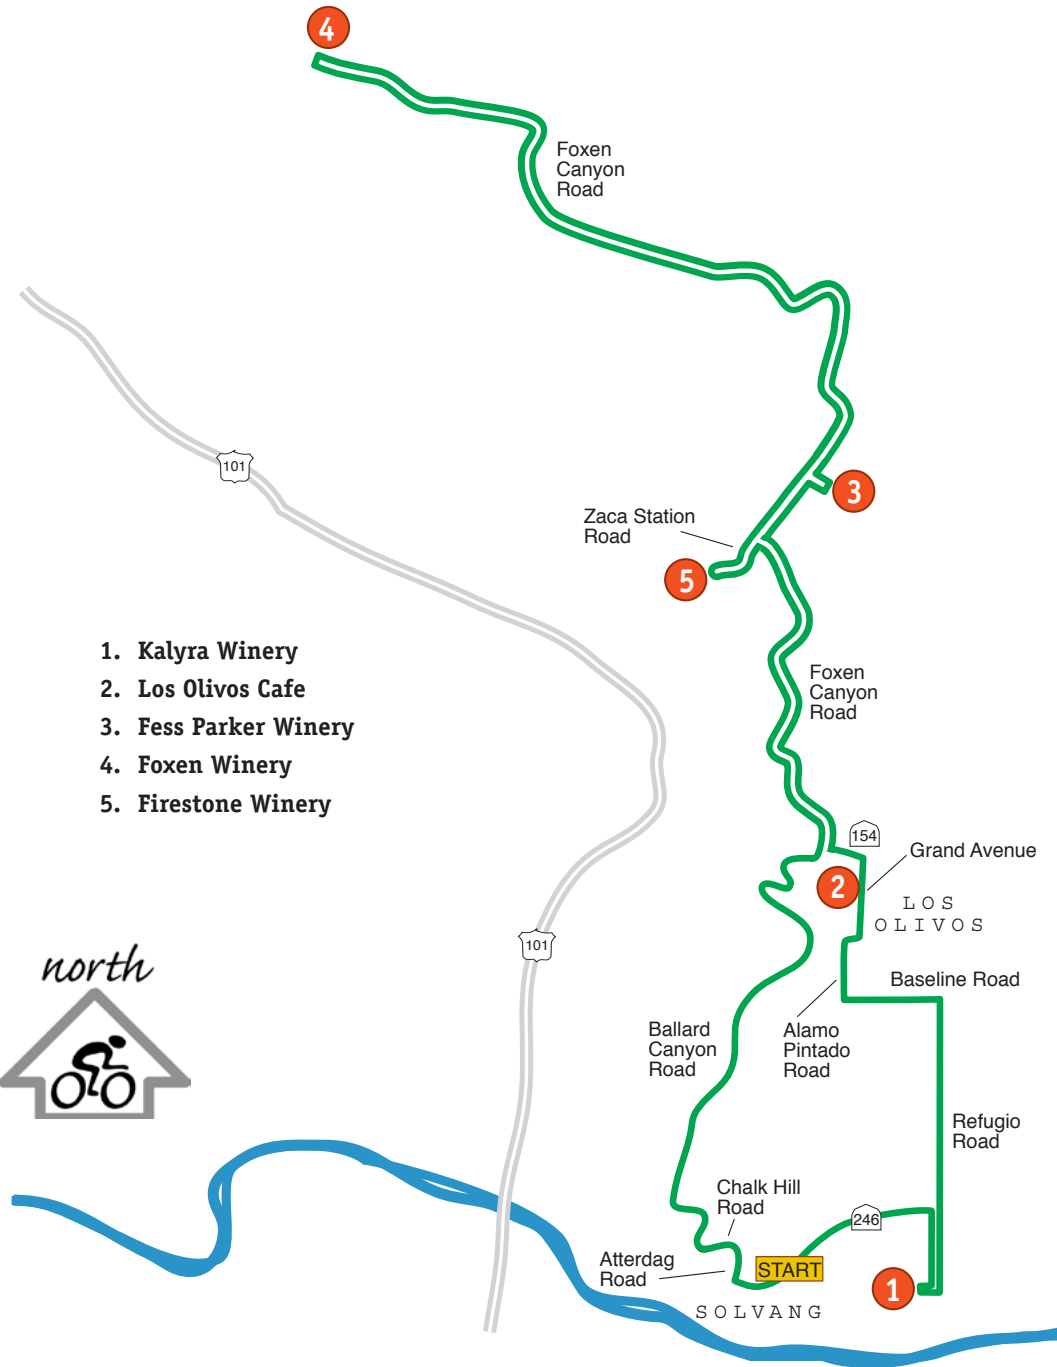 4
Foxen
Canyon
Road
101
3
Zaca Station
Road
5
1. Kalyra Winery
2. Los Olivos Cafe
3. Fess Parker Winery
4. Foxen Winery
5. Firestone Winery
Foxen
Canyon
Road
154
Grand Avenue
2
LOS
OLIVOS
101
north
Baseline Road
Ballard
Canyon
Road
Alamo
Pintado
Road
Refugio
Road
Chalk Hill
Road
246
Atterdag
Road
START
1
SOLVANG